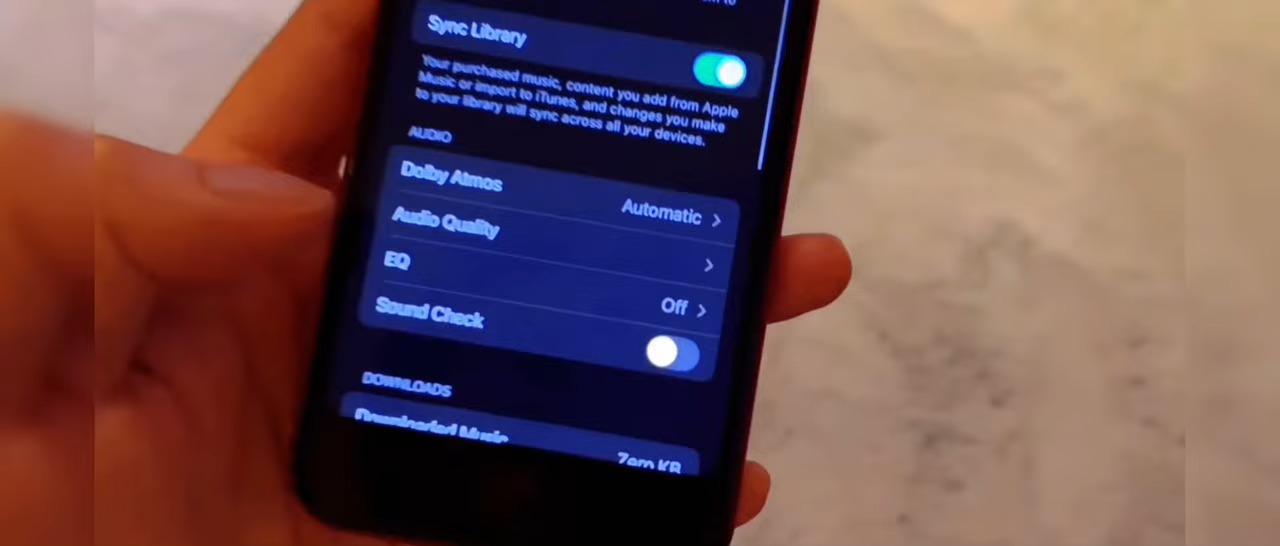 Sync Library
Your purchased music, content you add from Apple
Music or import to iTunes, and changes you make
to your library will sync across all your devices.
AUDIO
Dolby Atmos
Automatic
Audio Quality
EQ
Off
Sound Check
DOWNLOADS
Downloaded Music
Zero KB